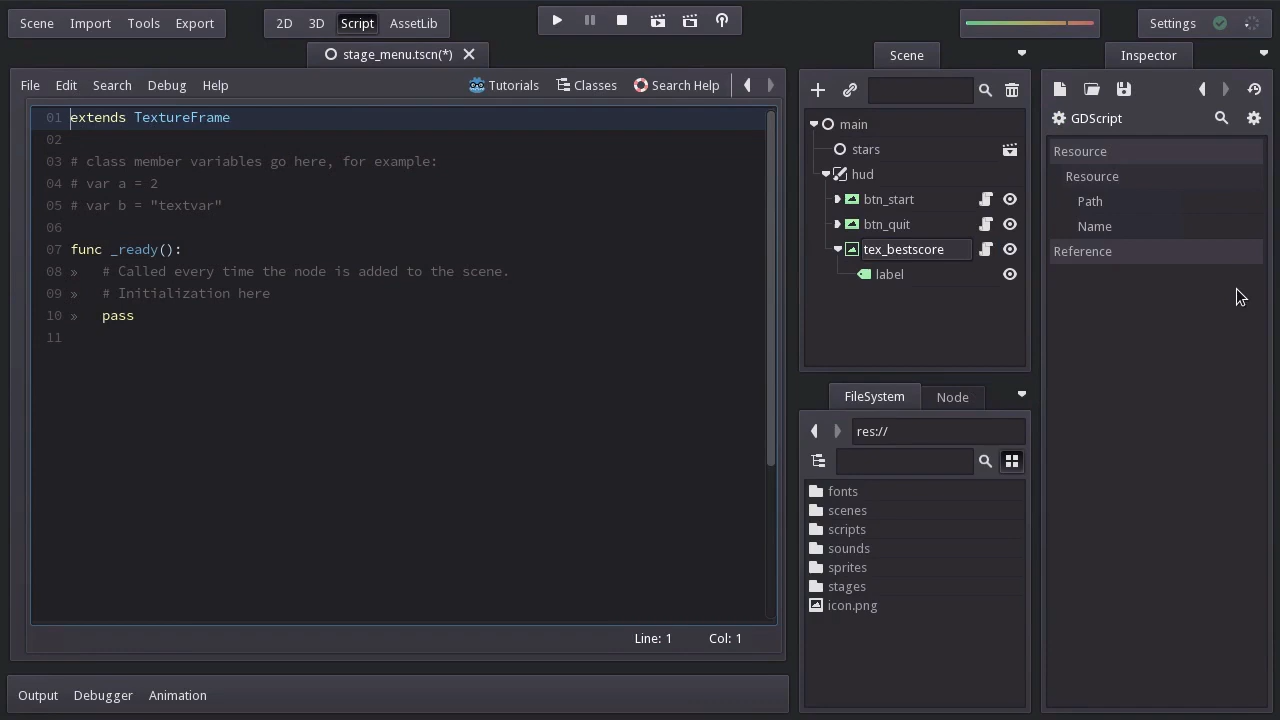 Scene Import Tools Export 2D 3D Script AssetLib Settings
stage_menu.tscn(*)
File Edit Search Debug Help Tutorials Classes Search Help
01 extends TextureFrame
02
03 # class member variables go here, for example:
04 # var a = 2
05 # var b = "textvar"
06
07 func _ready():
08 » # Called every time the node is added to the scene.
09 » # Initialization here
10 » pass
11
Line: 1 Col: 1
Output Debugger Animation
Scene
main
stars
hud
btn_start
btn_quit
tex_bestscore
label
FileSystem Node
res://
fonts
scenes
scripts
sounds
sprites
stages
icon.png
Inspector
GDScript
Resource
Resource
Path
Name
Reference